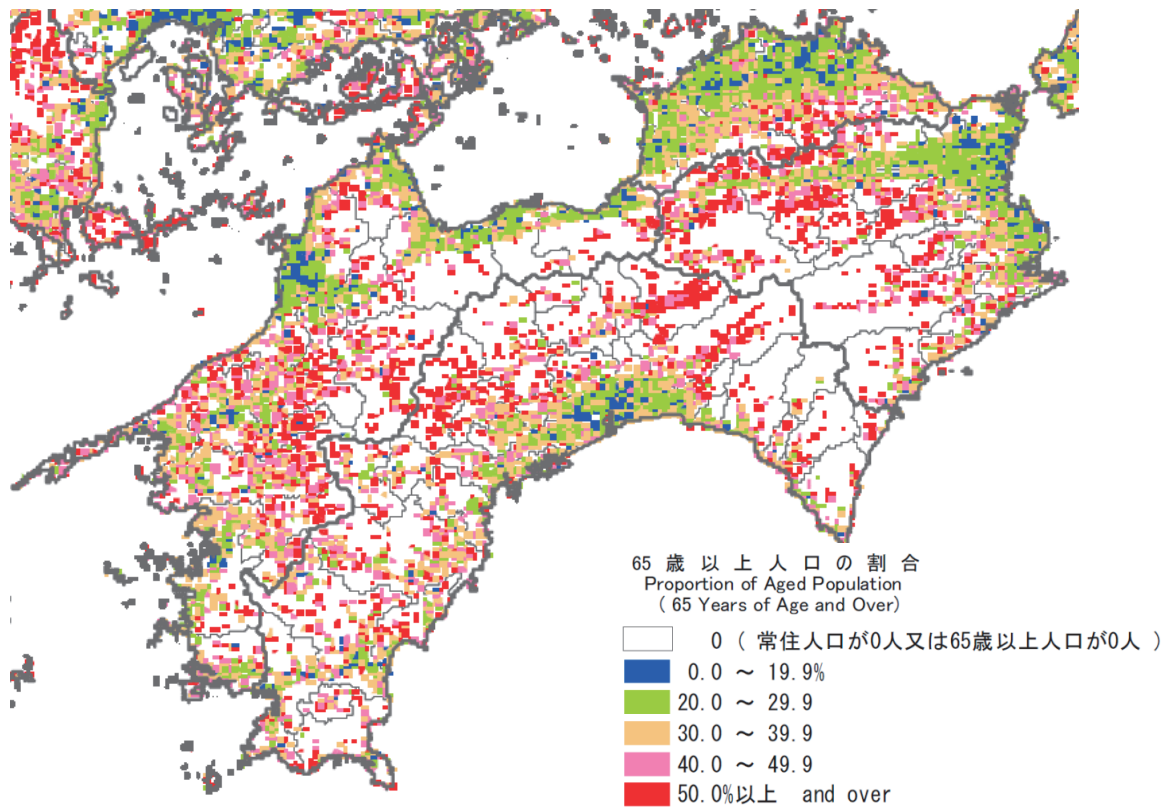 65 歳 以 上 人 口 の 割 合
Proportion of Aged Population
( 65 Years of Age and Over)
0 ( 常住人口が0人又は65歳以上人口が0人 )
0.0 ～ 19.9%
20.0 ～ 29.9
30.0 ～ 39.9
40.0 ～ 49.9
50.0%以上 and over